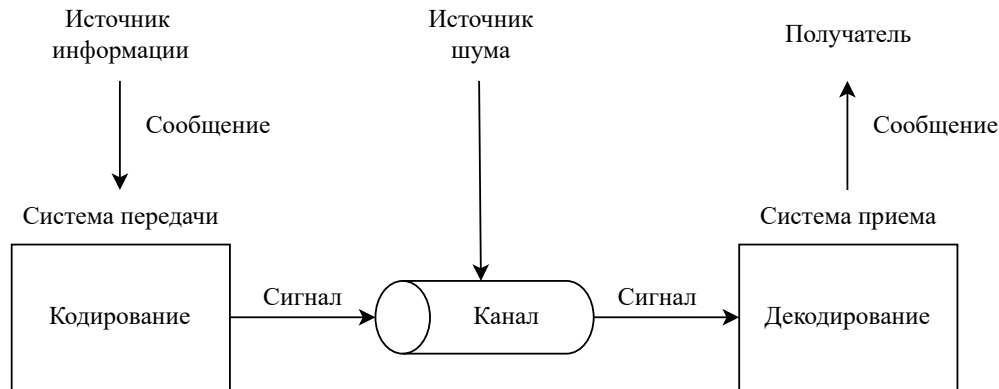 Источник
информации
Источник
шума
Получатель
Сообщение
Сообщение
Система передачи
Система приема
Кодирование
Сигнал
Канал
Сигнал
Декодирование